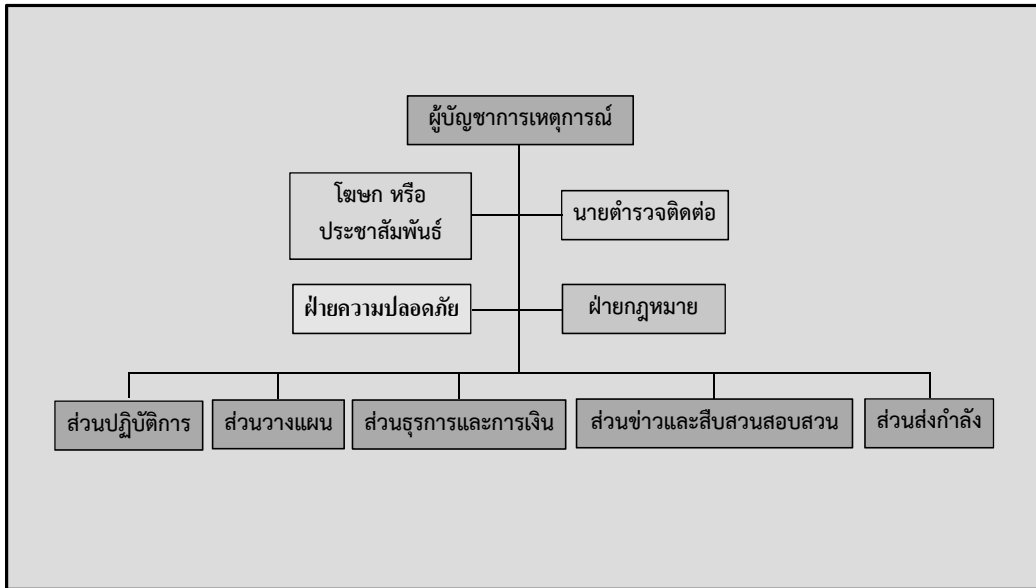 ผู้บัญชาการเหตุการณ์
โฆษก หรือ
ประชาสัมพันธ์
นายตำรวจติดต่อ
ฝ่ายความปลอดภัย
ฝ่ายกฎหมาย
ส่วนปฏิบัติการ
ส่วนวางแผน
ส่วนธุรการและการเงิน
ส่วนข่าวและสืบสวนสอบสวน
ส่วนส่งกำลัง